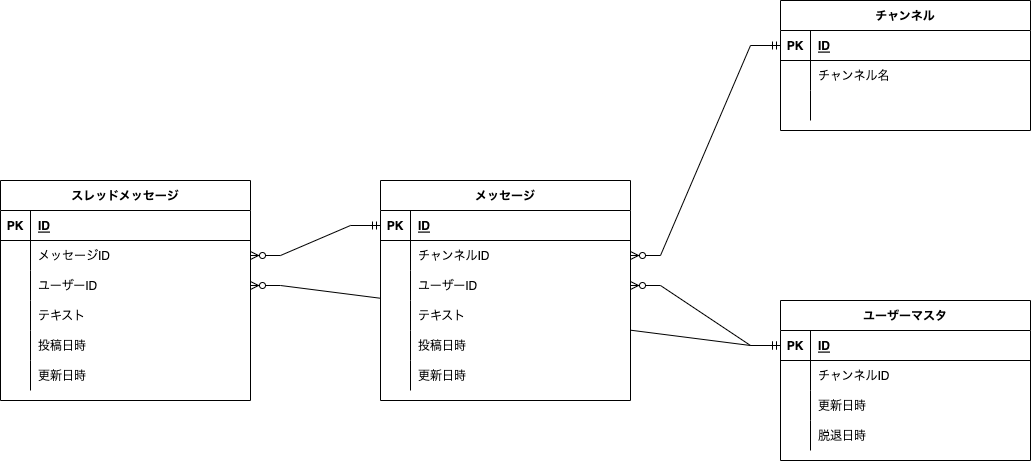 チャンネル
PK ID
チャンネル名
スレッドメッセージ
PK ID
メッセージID
ユーザーID
テキスト
投稿日時
更新日時
メッセージ
PK ID
チャンネルID
ユーザーID
テキスト
投稿日時
更新日時
ユーザーマスタ
PK ID
チャンネルID
更新日時
脱退日時